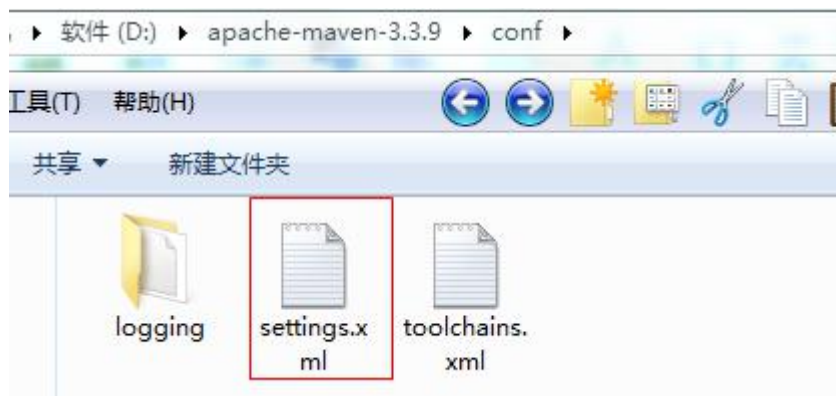 软件 (D:) ▸ apache-maven-3.3.9 ▸ conf ▸
工具(T) 帮助(H)
共享 新建文件夹
logging
settings.x
ml
toolchains.
xml